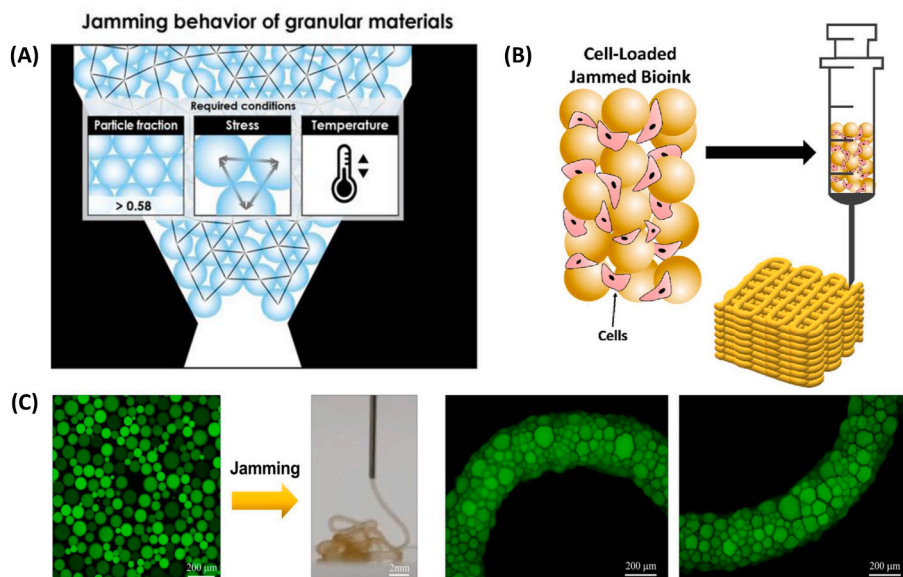 Jamming behavior of granular materials
(A)
Required conditions
Particle fraction
Stress
Temperature
> 0.58
(B)
Cell-Loaded
Jammed Bioink
Cells
(C)
Jamming
200 μm
2mm
200 μm
200 μm